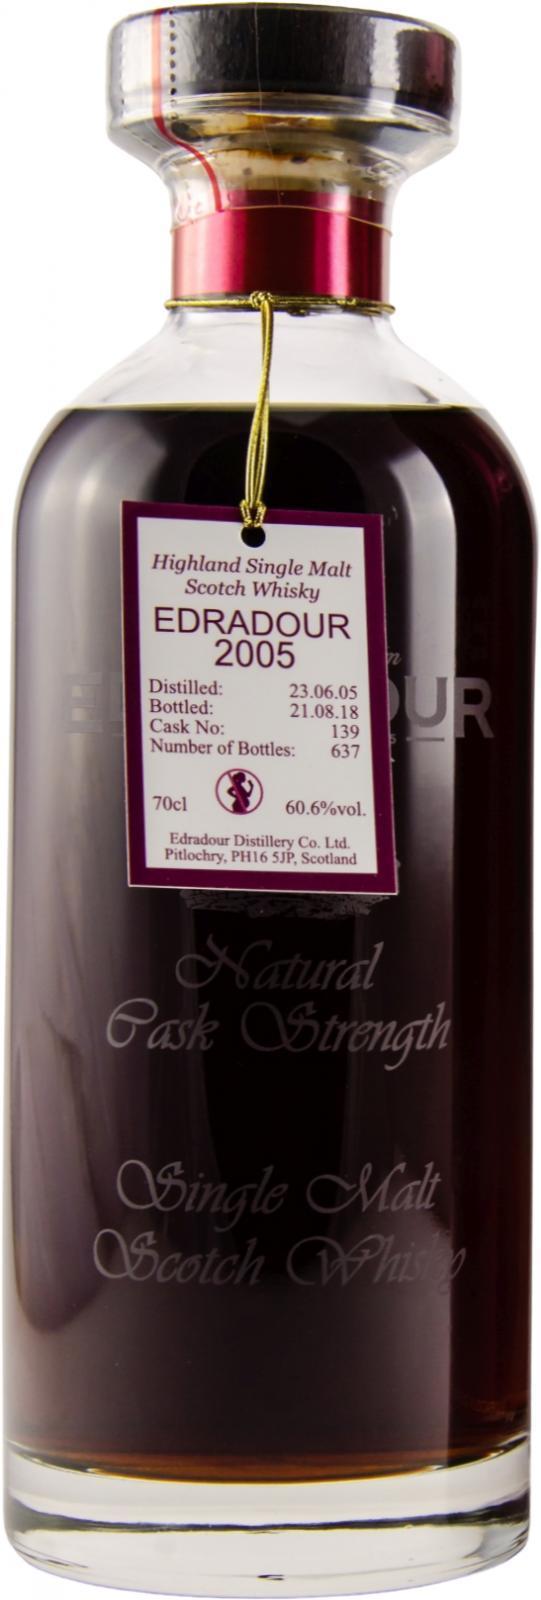 Highland Single Malt
Scotch Whisky
EDRADOUR
2005
Distilled: 23.06.05
Bottled: 21.08.18
Cask No: 139
Number of Bottles: 637
70cl 60.6%vol.
Edradour Distillery Co. Ltd.
Pitlochry, PH16 5JP, Scotland
Natural
Cask Strength
Single Malt
Scotch Whisky